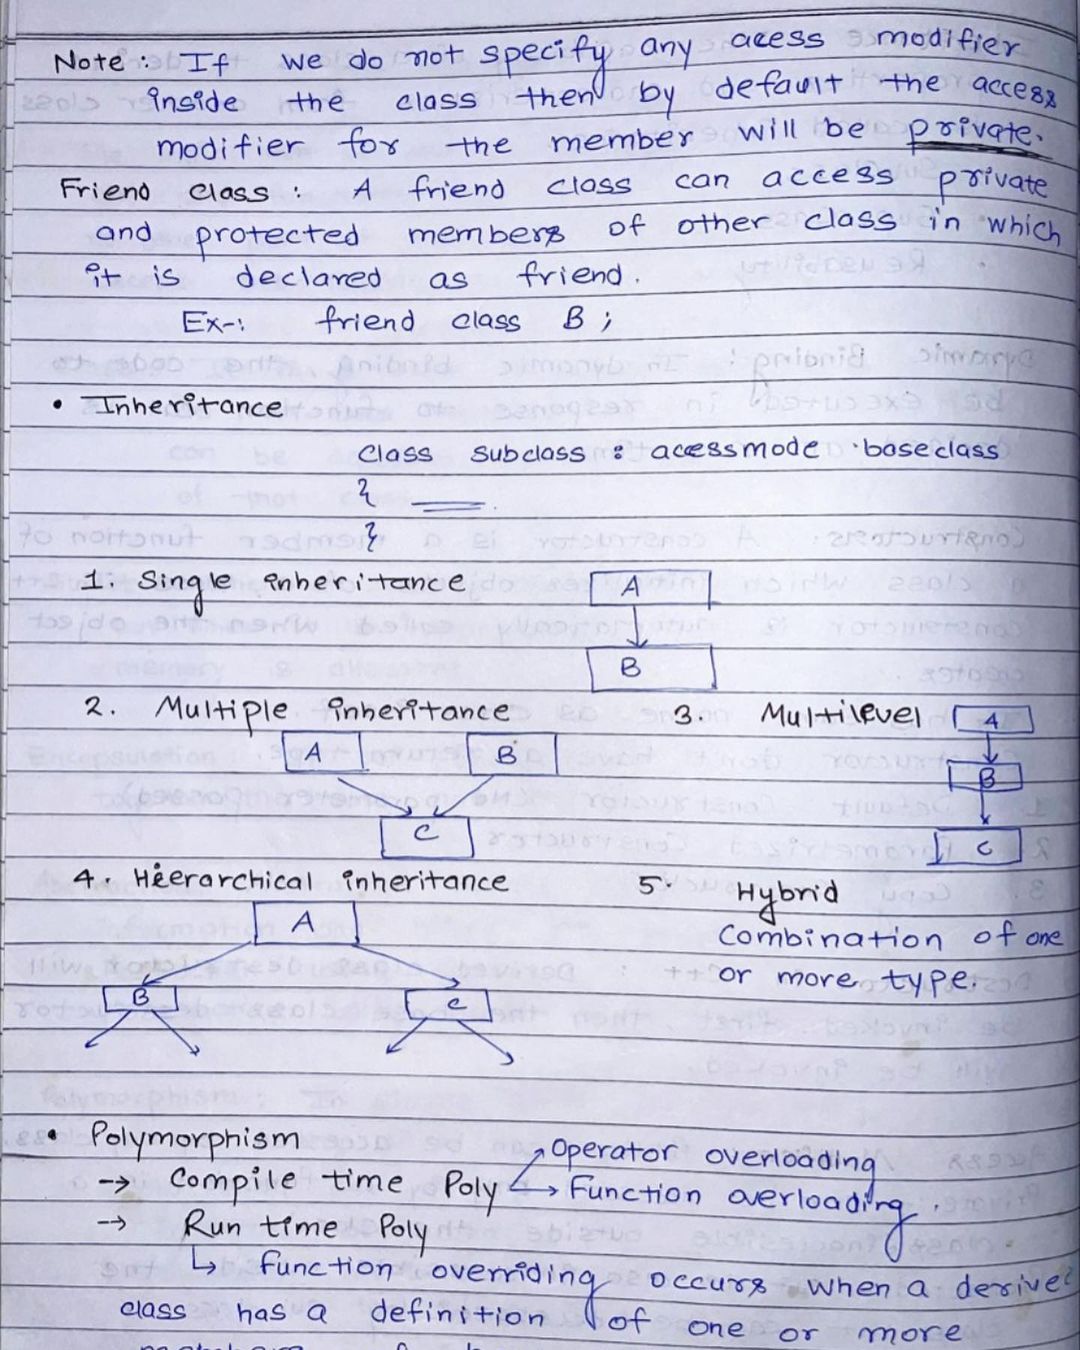 Note : If we do not specify any acess modifier
inside the class then by default the access
modifier for the member will be private.
Friend class : A friend class can access private
and protected members of other class in which
it is declared as friend.
Ex-: friend class B ;
• Inheritance
class subclass : acessmode baseclass
{
}
1. Single inheritance
A
B
2. Multiple inheritance
A B
C
3. Multilevel
A
B
C
4. Hierarchical inheritance
A
B C
5. Hybrid
Combination of one
or more type.
• Polymorphism
→ Compile time Poly → Operator overloading
→ Function overloading.
→ Run time Poly
↳ function overriding occurs when a derive
class has a definition of one or more